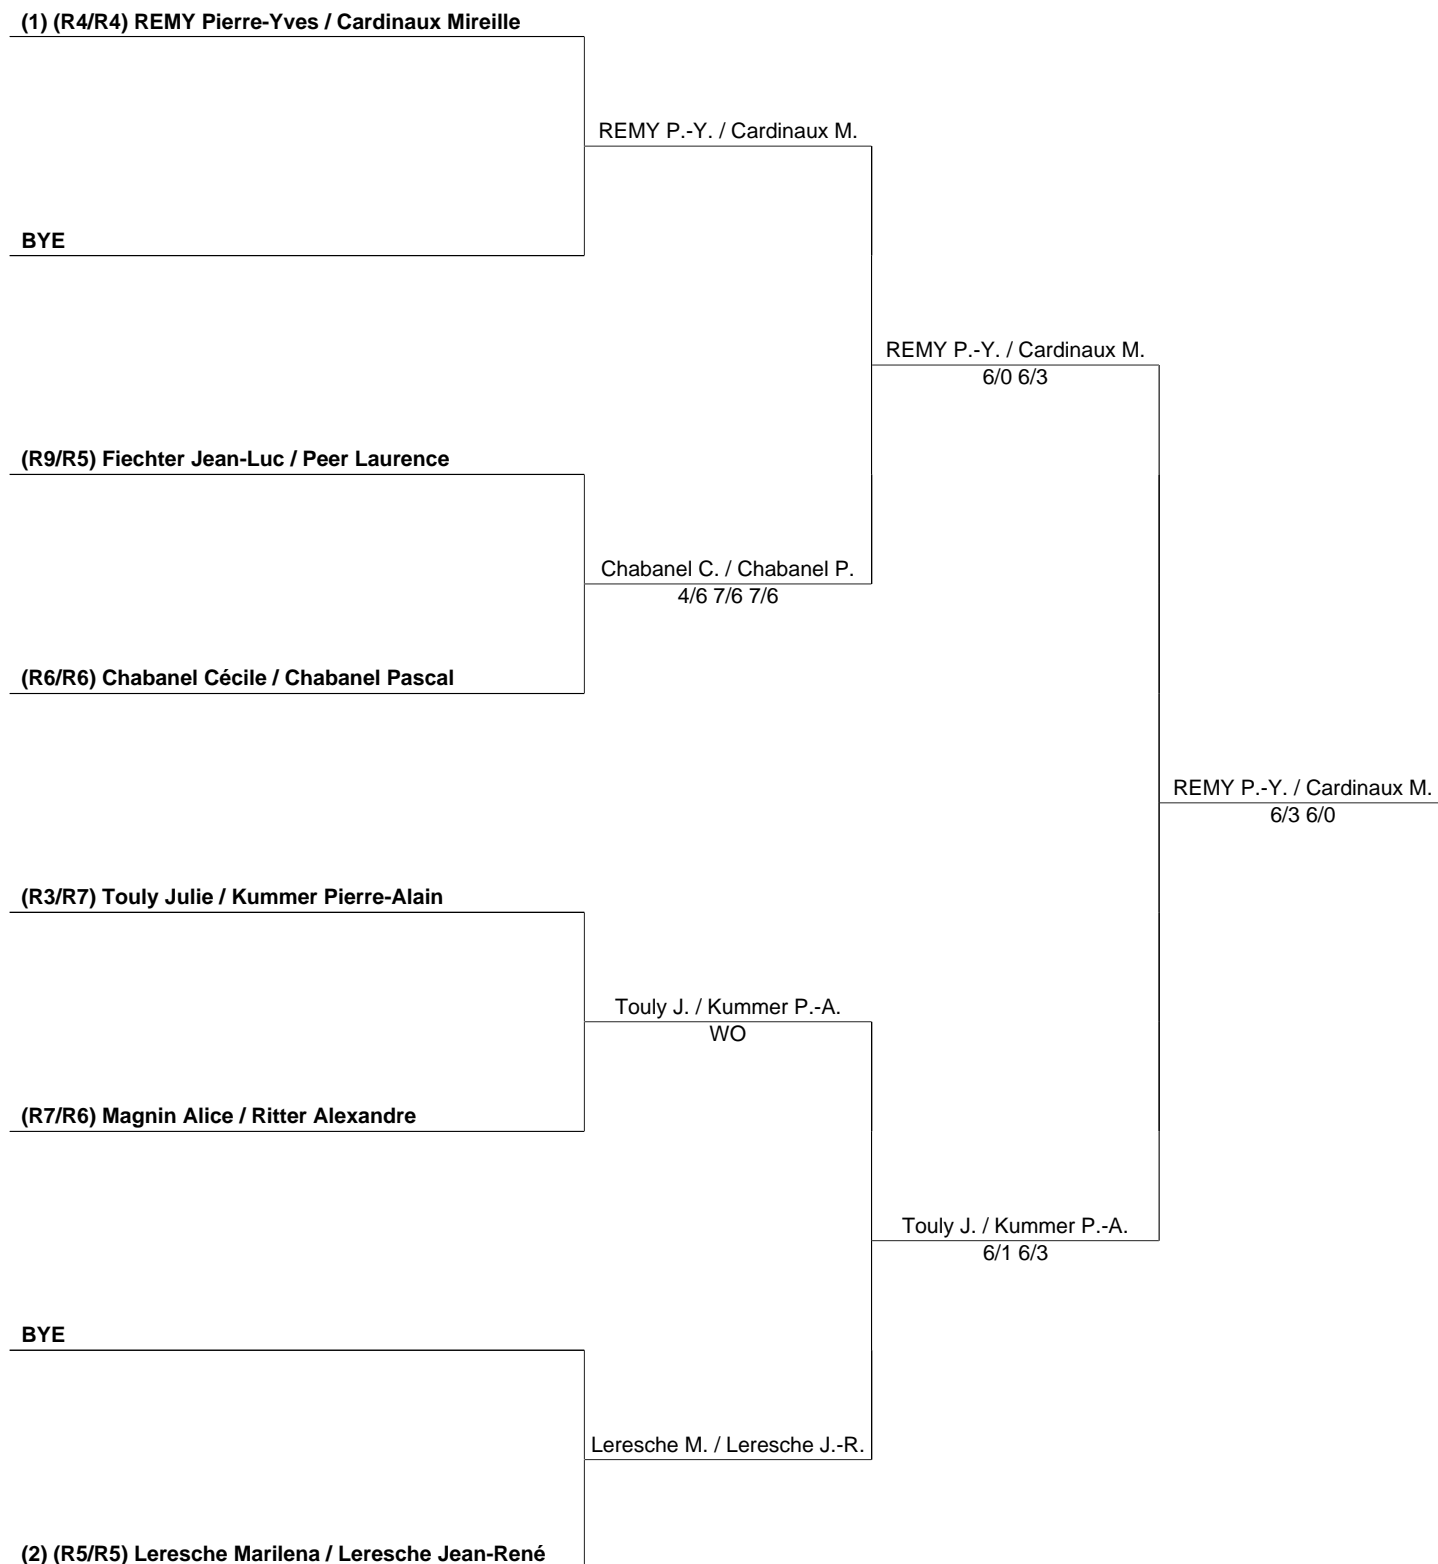 (1) (R4/R4) REMY Pierre-Yves / Cardinaux Mireille
REMY P.-Y. / Cardinaux M.
BYE
REMY P.-Y. / Cardinaux M.
6/0 6/3
(R9/R5) Fiechter Jean-Luc / Peer Laurence
Chabanel C. / Chabanel P.
4/6 7/6 7/6
(R6/R6) Chabanel Cécile / Chabanel Pascal
REMY P.-Y. / Cardinaux M.
6/3 6/0
(R3/R7) Touly Julie / Kummer Pierre-Alain
Touly J. / Kummer P.-A.
WO
(R7/R6) Magnin Alice / Ritter Alexandre
Touly J. / Kummer P.-A.
6/1 6/3
BYE
Leresche M. / Leresche J.-R.
(2) (R5/R5) Leresche Marilena / Leresche Jean-René